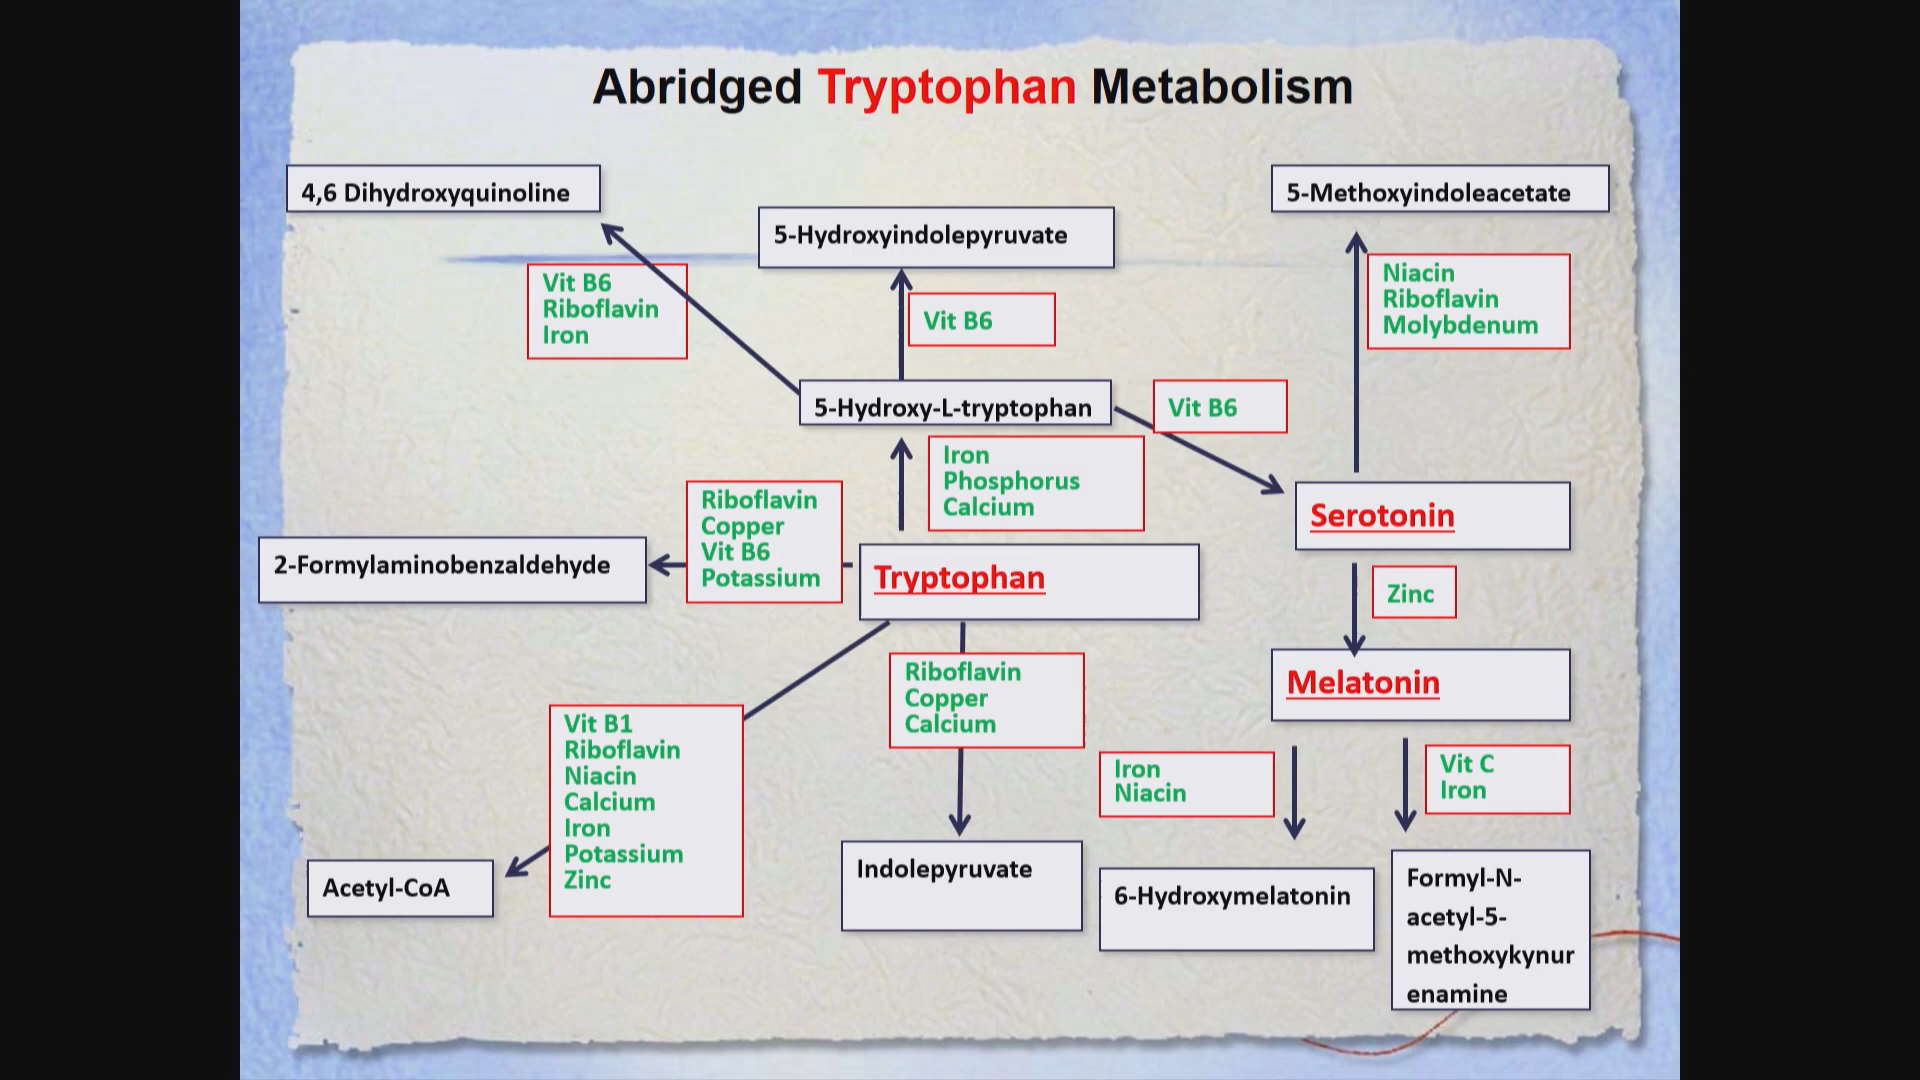 Abridged Tryptophan Metabolism
4,6 Dihydroxyquinoline
5-Methoxyindoleacetate
5-Hydroxyindolepyruvate
Vit B6
Riboflavin
Iron
Vit B6
Niacin
Riboflavin
Molybdenum
5-Hydroxy-L-tryptophan
Vit B6
Iron
Phosphorus
Calcium
Riboflavin
Copper
Vit B6
Potassium
Serotonin
2-Formylaminobenzaldehyde
Tryptophan
Zinc
Riboflavin
Copper
Calcium
Melatonin
Vit B1
Riboflavin
Niacin
Calcium
Iron
Potassium
Zinc
Iron
Niacin
Vit C
Iron
Acetyl-CoA
Indolepyruvate
6-Hydroxymelatonin
Formyl-N-
acetyl-5-
methoxykynur
enamine